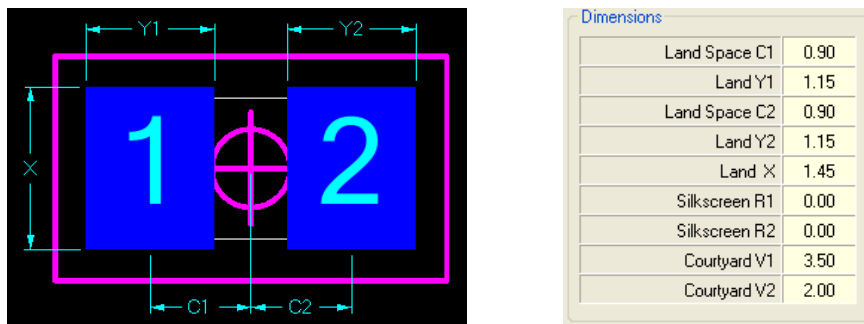 Y1
Y2
X
1
2
C1
C2
Dimensions
Land Space C1 0.90
Land Y1 1.15
Land Space C2 0.90
Land Y2 1.15
Land X 1.45
Silkscreen R1 0.00
Silkscreen R2 0.00
Courtyard V1 3.50
Courtyard V2 2.00